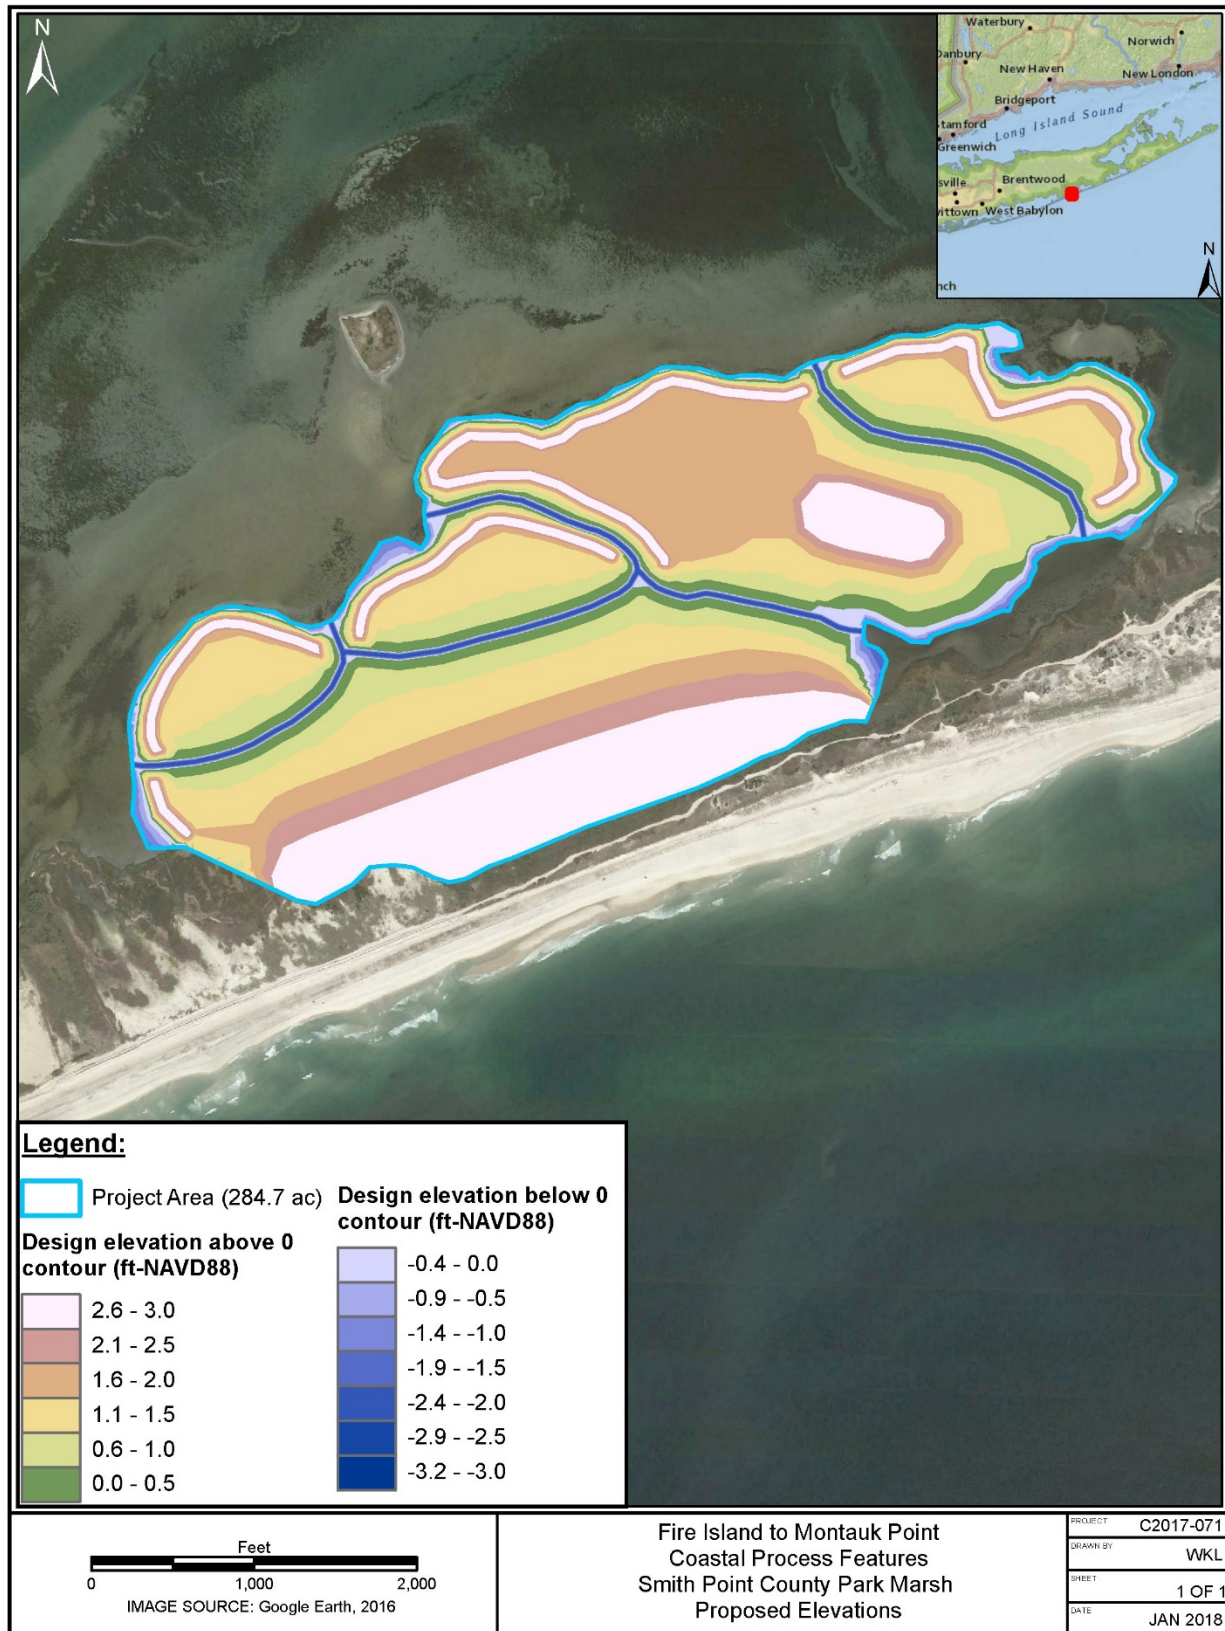 N
Waterbury
Norwich
Danbury
New Haven
New London
Bridgeport
Stamford
Long Island Sound
Greenwich
sville
Brentwood
vittown
West Babylon
N
nch
Legend:
Project Area (284.7 ac)
Design elevation above 0
contour (ft-NAVD88)
2.6 - 3.0
2.1 - 2.5
1.6 - 2.0
1.1 - 1.5
0.6 - 1.0
0.0 - 0.5
Design elevation below 0
contour (ft-NAVD88)
-0.4 - 0.0
-0.9 - -0.5
-1.4 - -1.0
-1.9 - -1.5
-2.4 - -2.0
-2.9 - -2.5
-3.2 - -3.0
Feet
0 1,000 2,000
IMAGE SOURCE: Google Earth, 2016
Fire Island to Montauk Point
Coastal Process Features
Smith Point County Park Marsh
Proposed Elevations
PROJECT C2017-071
DRAWN BY WKL
SHEET 1 OF 1
DATE JAN 2018